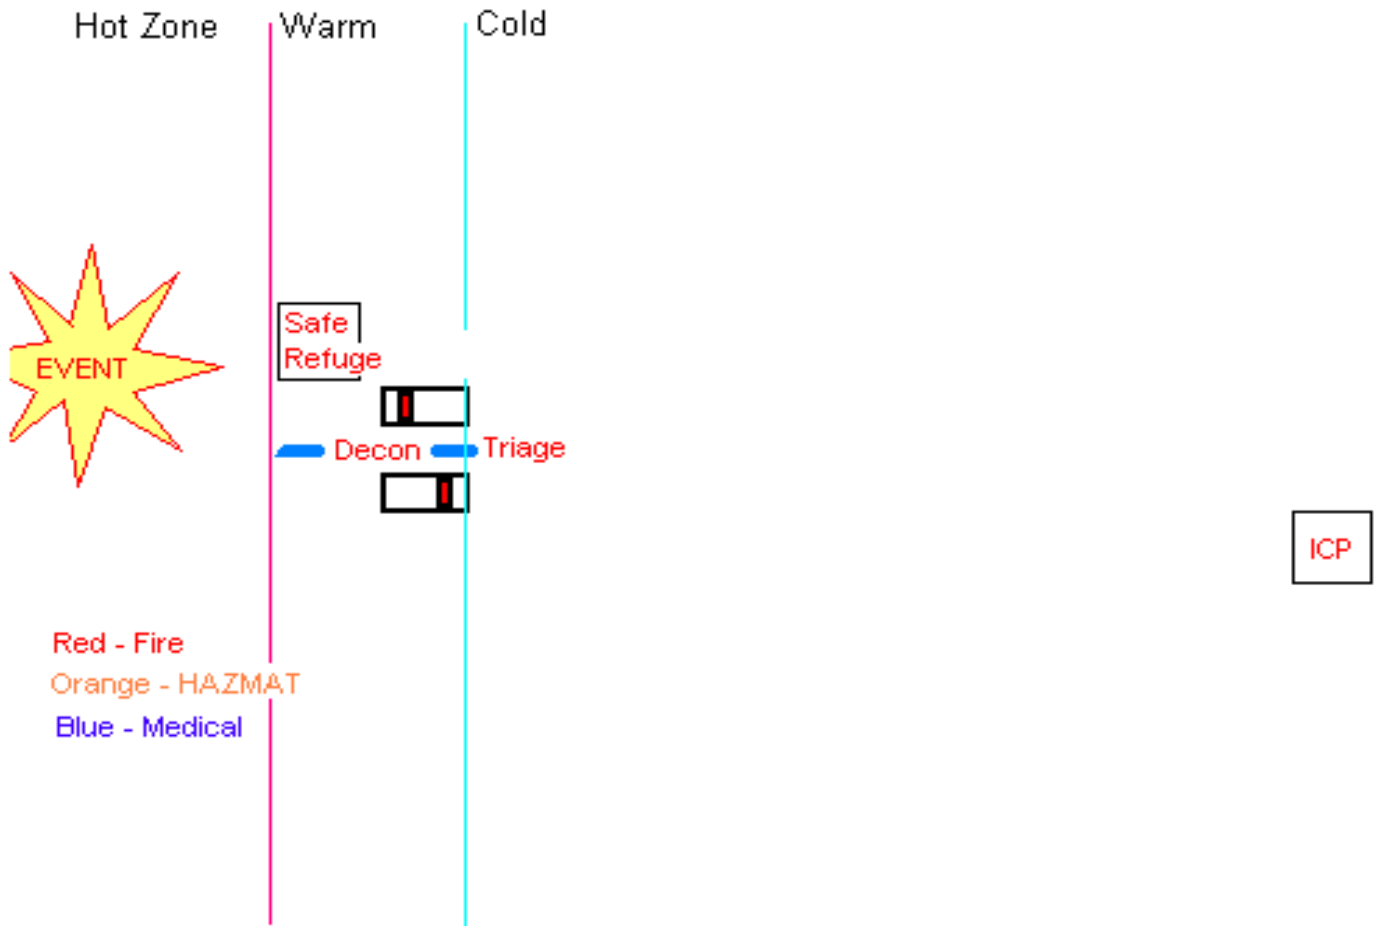 Hot Zone
Warm
Cold
EVENT
Safe
Refuge
Decon
Triage
ICP
Red - Fire
Orange - HAZMAT
Blue - Medical